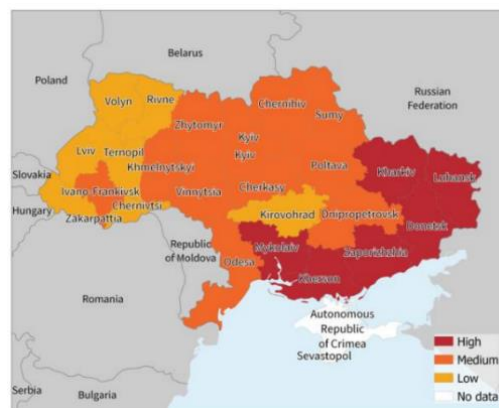 Belarus
Poland
Russian
Federation
Volyn
Rivne
Chernihiv
Sumy
Zhytomyr
Kyiv
Kyiv
Lviv
Ternopil
Khmelnytskyi
Poltava
Kharkiv
Luhansk
Slovakia
Ivano-Frankivsk
Vinnytsia
Cherkasy
Hungary
Chernivtsi
Zakarpattia
Kirovohrad
Dnipropetrovsk
Donetsk
Republic
of Moldova
Mykolaiv
Zaporizhzhia
Odesa
Kherson
Romania
Autonomous
Republic
of Crimea
Sevastopol
Serbia
Bulgaria
High
Medium
Low
No data